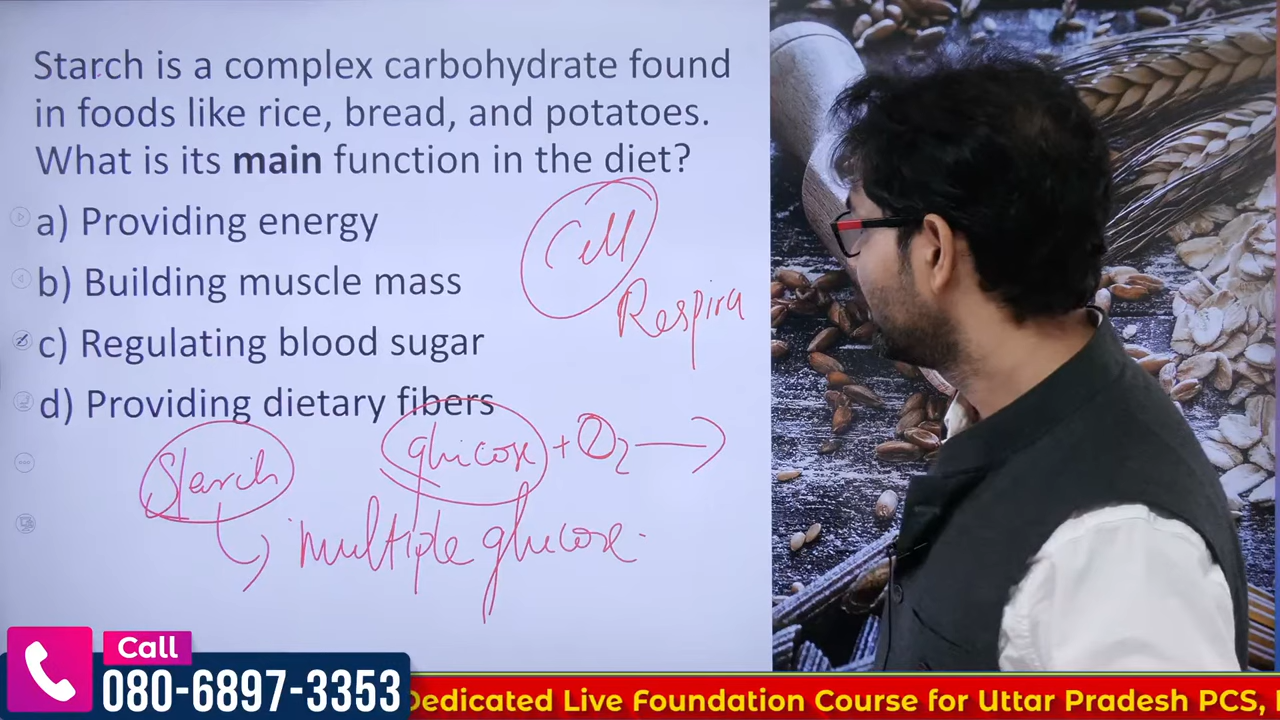 Starch is a complex carbohydrate found
in foods like rice, bread, and potatoes.
What is its main function in the diet?
a) Providing energy
b) Building muscle mass
c) Regulating blood sugar
d) Providing dietary fibers
Cell
Respira
Starch
glucose + O2 →
multiple glucose.
Call
080-6897-3353
Dedicated Live Foundation Course for Uttar Pradesh PCS,